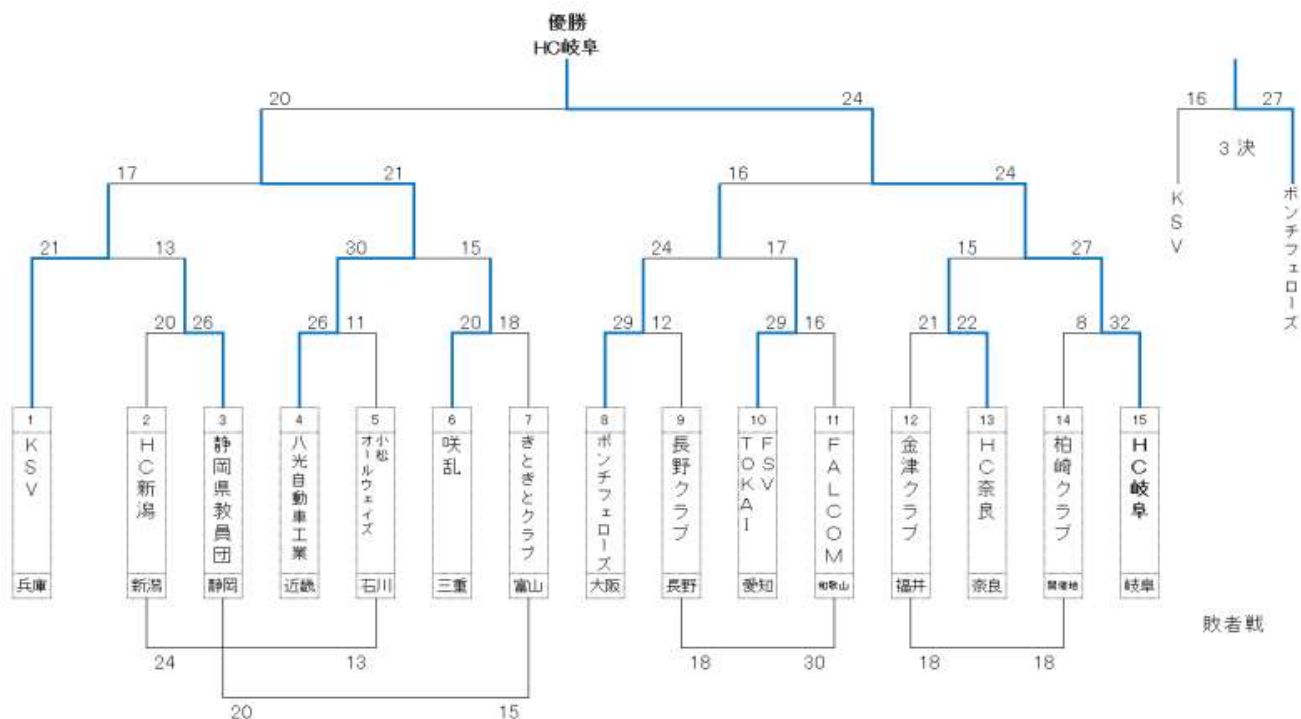 優勝
HC岐阜
20
24
16
27
3決
17
21
16
24
KSV
ポンチフェローズ
21
13
30
15
24
17
15
27
20
26
26
11
20
18
29
12
29
16
21
22
8
32
1
KSV
兵庫
2
HC新潟
新潟
3
静岡県教員団
静岡
4
八光自動車工業
近畿
5
小松
オールウェイズ
石川
6
咲乱
三重
7
きときとクラブ
富山
8
ポンチフェローズ
大阪
9
長野クラブ
長野
10
FSV
TOKAI
愛知
11
FALCOM
和歌山
12
金津クラブ
福井
13
HC奈良
奈良
14
柏崎クラブ
開催地
15
HC岐阜
岐阜
敗者戦
24
13
18
30
18
18
20
15